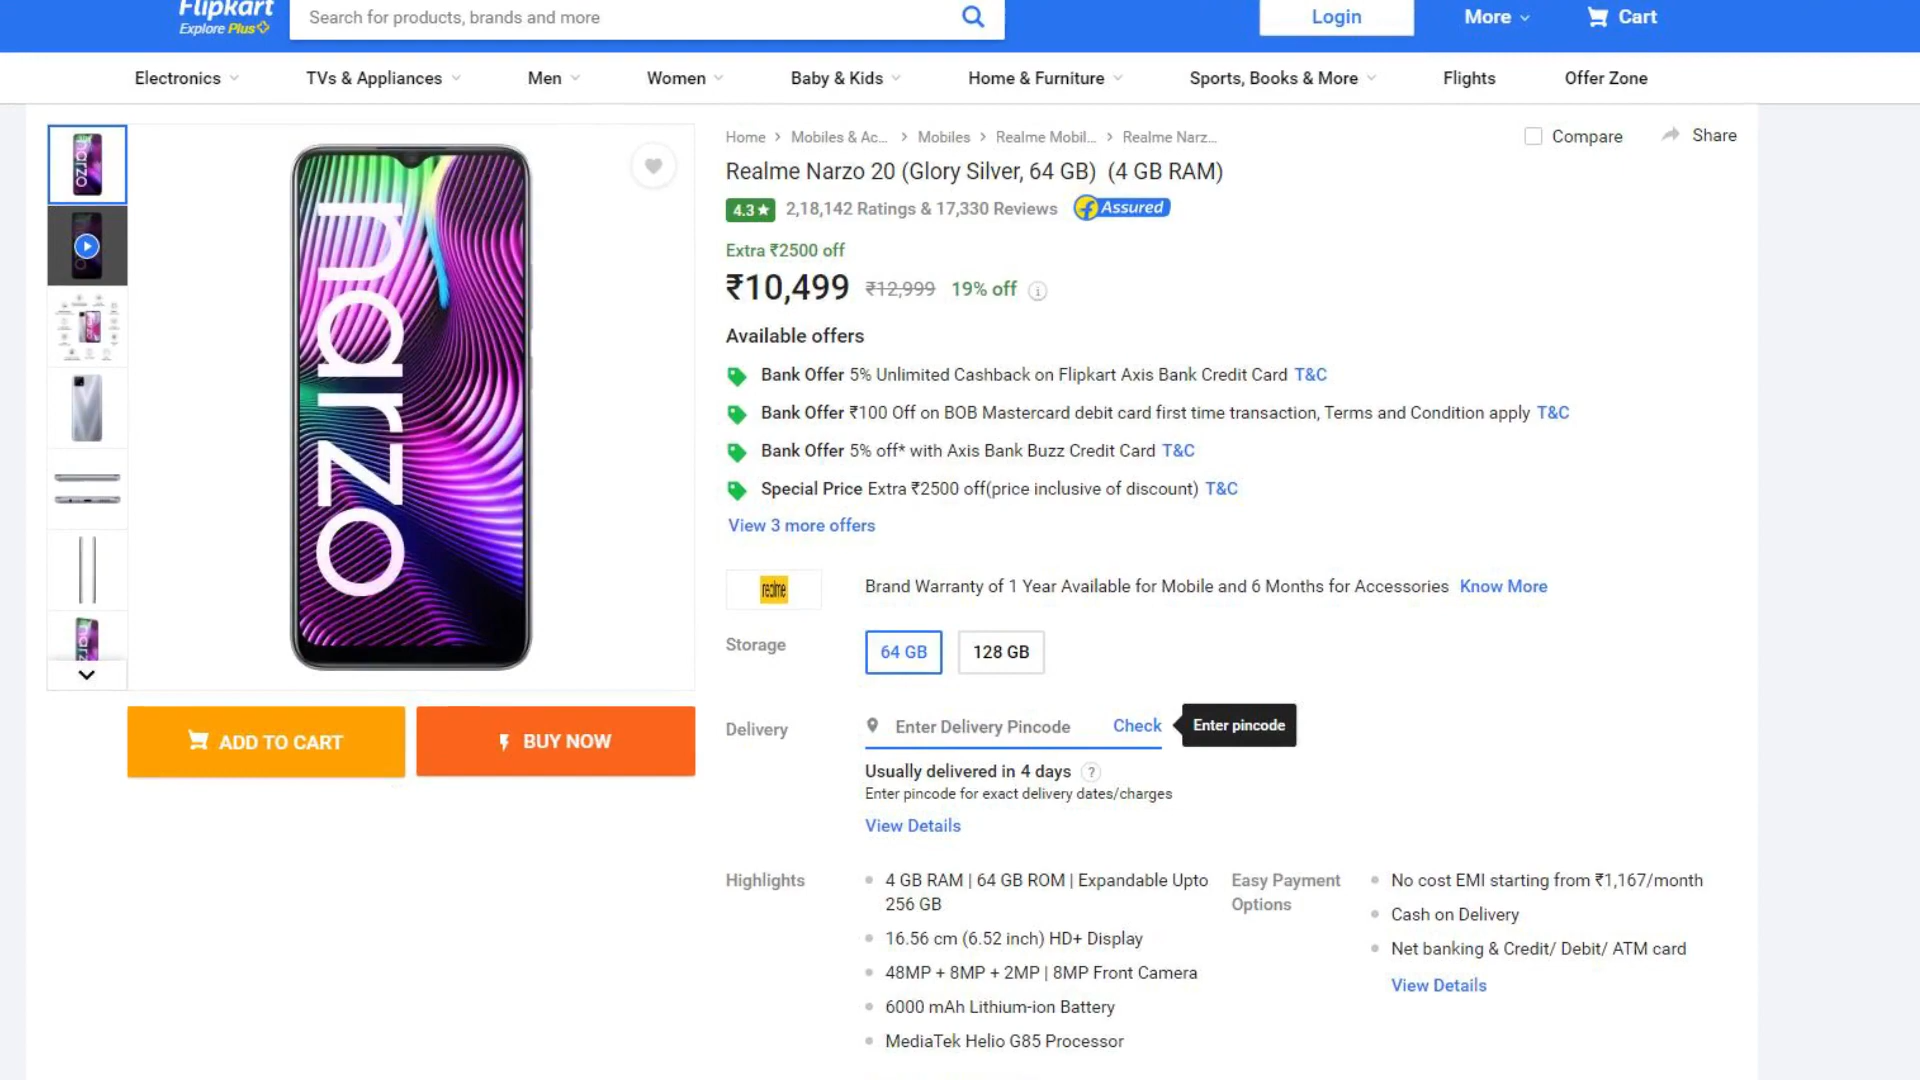 Flipkart
Explore Plus
Search for products, brands and more
Login
More
Cart
Electronics
TVs & Appliances
Men
Women
Baby & Kids
Home & Furniture
Sports, Books & More
Flights
Offer Zone
Home > Mobiles & Ac... > Mobiles > Realme Mobil... > Realme Narz...
Compare
Share
narzo
Realme Narzo 20 (Glory Silver, 64 GB) (4 GB RAM)
4.3★ 2,18,142 Ratings & 17,330 Reviews Assured
Extra ₹2500 off
₹10,499 ₹12,999 19% off
Available offers
Bank Offer 5% Unlimited Cashback on Flipkart Axis Bank Credit Card T&C
Bank Offer ₹100 Off on BOB Mastercard debit card first time transaction, Terms and Condition apply T&C
Bank Offer 5% off* with Axis Bank Buzz Credit Card T&C
Special Price Extra ₹2500 off(price inclusive of discount) T&C
View 3 more offers
realme
Brand Warranty of 1 Year Available for Mobile and 6 Months for Accessories Know More
Storage
64 GB
128 GB
ADD TO CART
BUY NOW
Delivery
Enter Delivery Pincode
Check
Enter pincode
Usually delivered in 4 days ?
Enter pincode for exact delivery dates/charges
View Details
Highlights
4 GB RAM | 64 GB ROM | Expandable Upto
256 GB
16.56 cm (6.52 inch) HD+ Display
48MP + 8MP + 2MP | 8MP Front Camera
6000 mAh Lithium-ion Battery
MediaTek Helio G85 Processor
Easy Payment
Options
No cost EMI starting from ₹1,167/month
Cash on Delivery
Net banking & Credit/ Debit/ ATM card
View Details